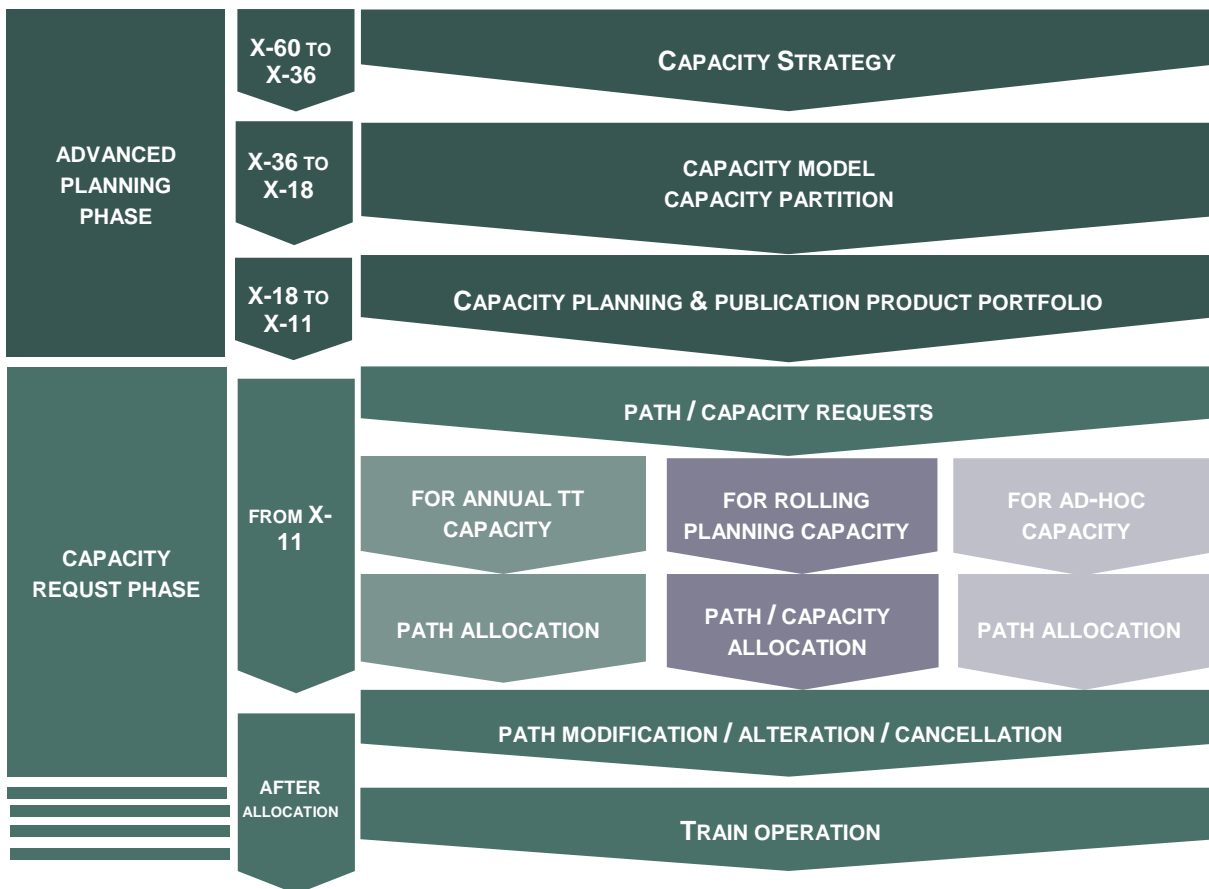 X-60 TO
X-36
CAPACITY STRATEGY
ADVANCED
PLANNING
PHASE
X-36 TO
X-18
CAPACITY MODEL
CAPACITY PARTITION
X-18 TO
X-11
CAPACITY PLANNING & PUBLICATION PRODUCT PORTFOLIO
CAPACITY
REQUST PHASE
FROM X-
11
PATH / CAPACITY REQUESTS
FOR ANNUAL TT
CAPACITY
FOR ROLLING
PLANNING CAPACITY
FOR AD-HOC
CAPACITY
PATH ALLOCATION
PATH / CAPACITY
ALLOCATION
PATH ALLOCATION
AFTER
ALLOCATION
PATH MODIFICATION / ALTERATION / CANCELLATION
TRAIN OPERATION